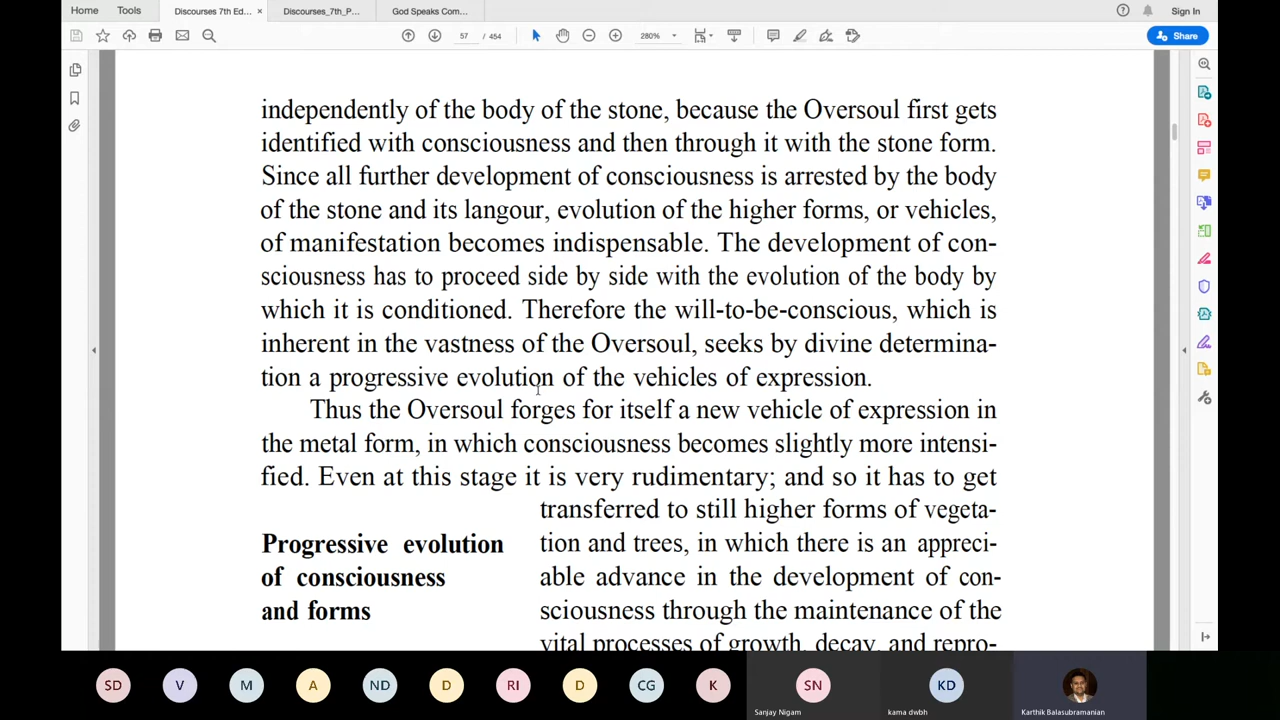 Home Tools Discourses 7th Ed... × Discourses_7th_P... God Speaks Com... Sign In
57 / 454 280% Share
independently of the body of the stone, because the Oversoul first gets
identified with consciousness and then through it with the stone form.
Since all further development of consciousness is arrested by the body
of the stone and its langour, evolution of the higher forms, or vehicles,
of manifestation becomes indispensable. The development of con-
sciousness has to proceed side by side with the evolution of the body by
which it is conditioned. Therefore the will-to-be-conscious, which is
inherent in the vastness of the Oversoul, seeks by divine determina-
tion a progressive evolution of the vehicles of expression.
Thus the Oversoul forges for itself a new vehicle of expression in
the metal form, in which consciousness becomes slightly more intensi-
fied. Even at this stage it is very rudimentary; and so it has to get
transferred to still higher forms of vegeta-
Progressive evolution
of consciousness
and forms
tion and trees, in which there is an appreci-
able advance in the development of con-
sciousness through the maintenance of the
vital processes of growth, decay, and repro-
SD V M A ND D RI D CG K SN KD
Sanjay Nigam kama dwbh Karthik Balasubramanian